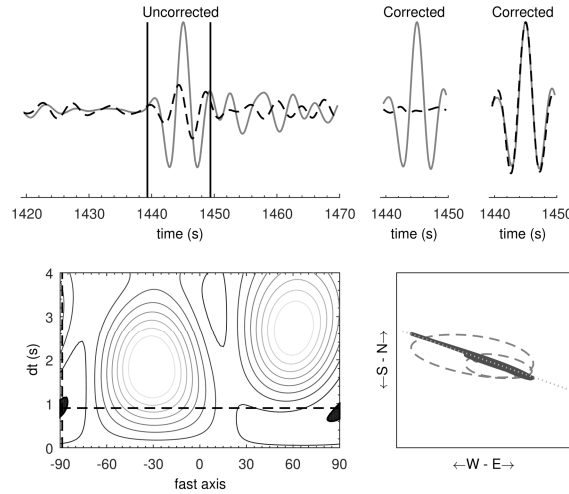 Uncorrected
Corrected
Corrected
1420 1430 1440 1450 1460 1470
time (s)
1440 1450
time (s)
1440 1450
time (s)
4
3
2
1
0
dt (s)
-90 -60 -30 0 30 60 90
fast axis
←S - N→
←W - E→